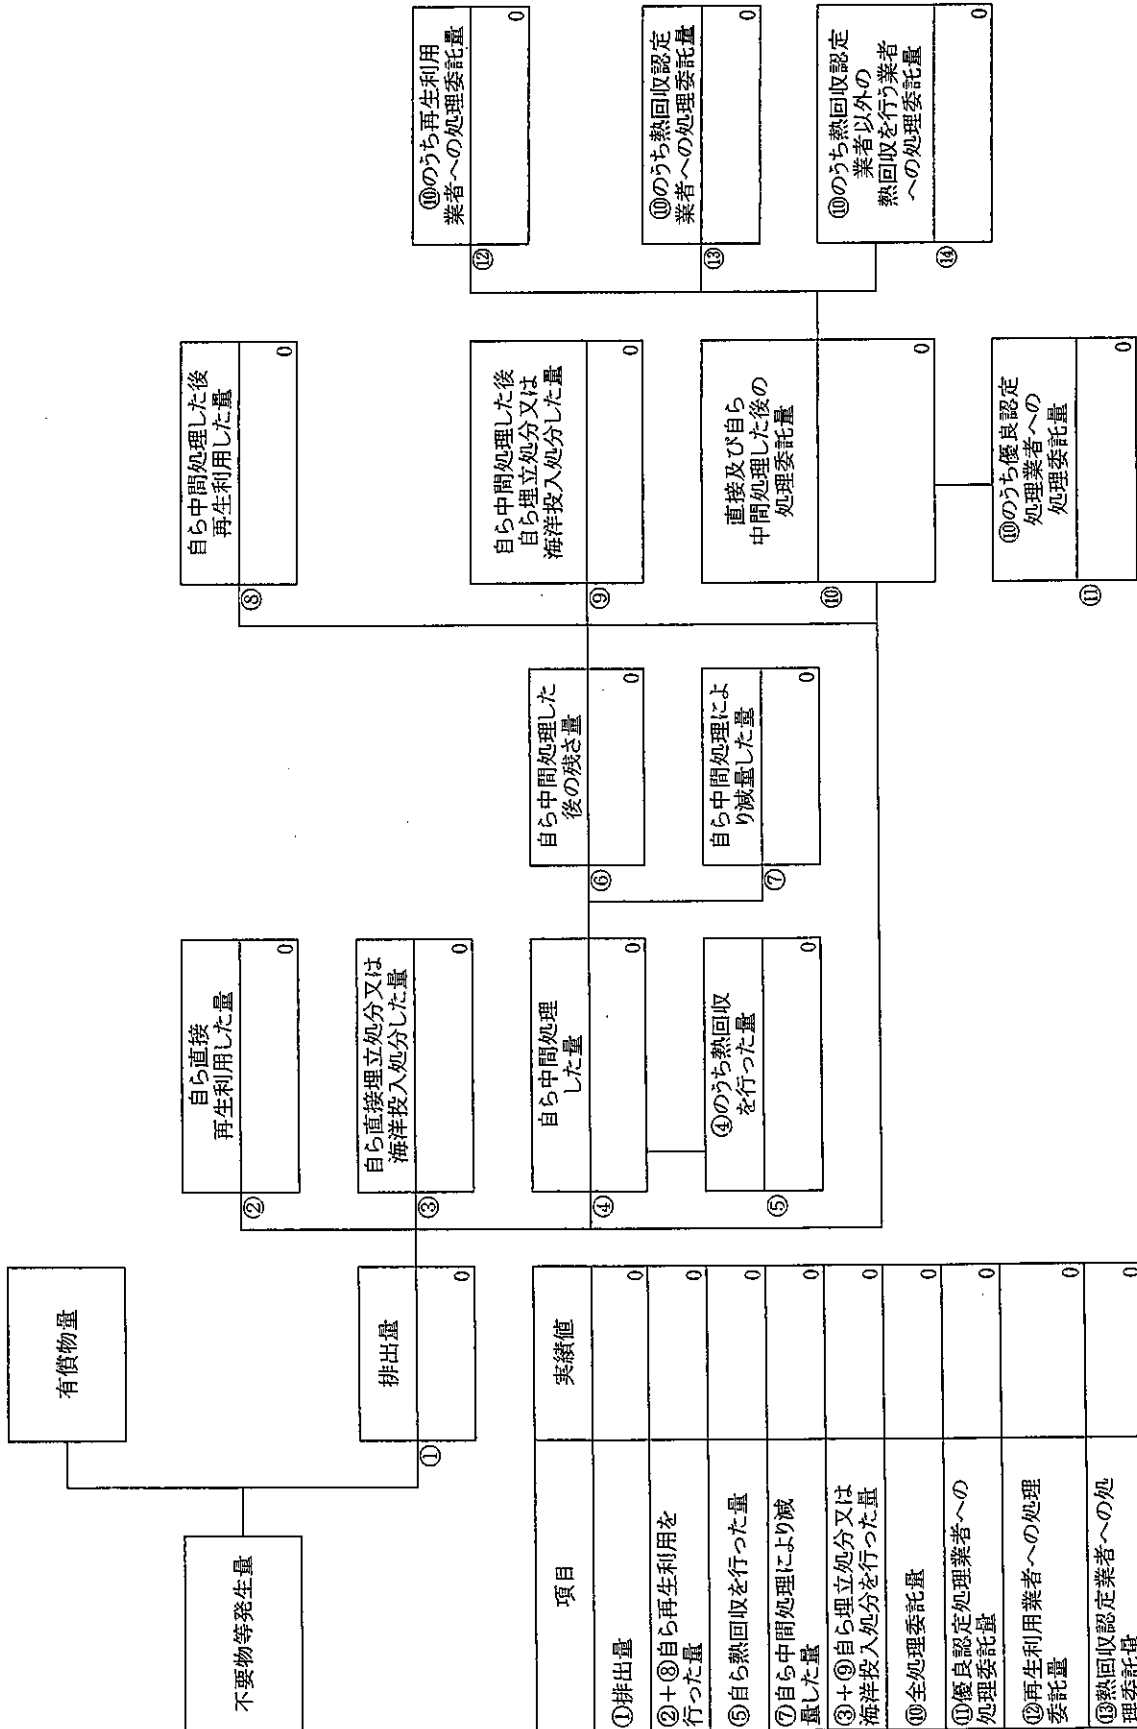 不要物等発生量
有償物量
①
排出量
0
②
自ら直接
再生利用した量
0
③
自ら直接埋立処分又は
海洋投入処分した量
0
④
自ら中間処理
した量
0
⑤
④のうち熱回収
を行った量
0
⑥
自ら中間処理した
後の残さ量
0
⑦
自ら中間処理によ
り減量した量
0
⑧
自ら中間処理した後
再生利用した量
0
⑨
自ら中間処理した後
自ら埋立処分又は
海洋投入処分した量
0
⑩
直接及び自ら
中間処理した後の
処理委託量
0
⑪
⑩のうち優良認定
処理業者への
処理委託量
0
⑫
⑩のうち再生利用
業者への処理委託量
0
⑬
⑩のうち熱回収認定
業者への処理委託量
0
⑭
⑩のうち熱回収認定
業者以外の
熱回収を行う業者
への処理委託量
0
項目 実績値
①排出量 0
②+⑧自ら再生利用を
行った量 0
⑤自ら熱回収を行った量 0
⑦自ら中間処理により減
量した量 0
③+⑨自ら埋立処分又は
海洋投入処分を行った量 0
⑩全処理委託量 0
⑪優良認定処理業者への
処理委託量 0
⑫再生利用業者への処理
委託量 0
⑬熱回収認定業者への処
理委託量 0